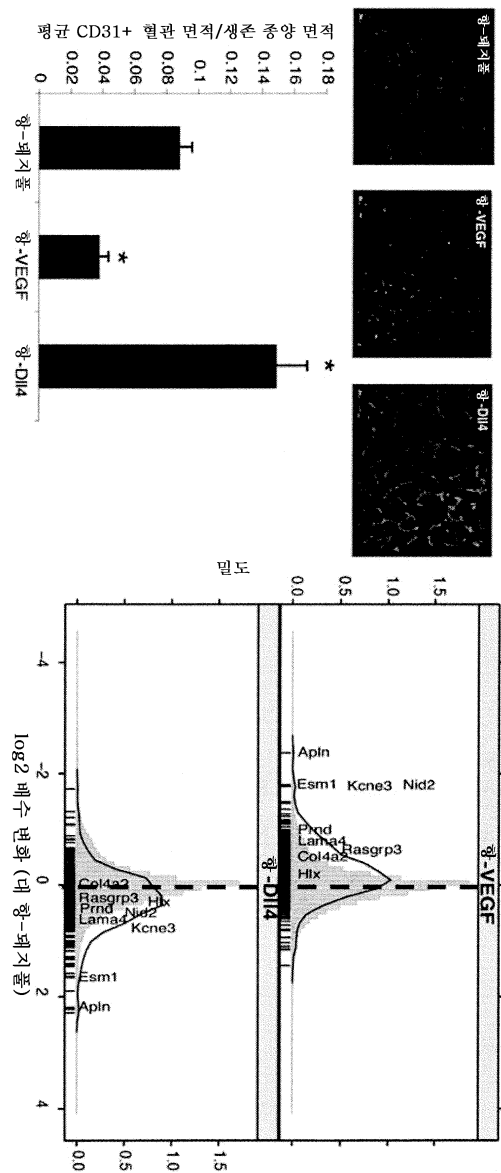 항-돼지풀
항-VEGF
항-Dll4
평균 CD31+ 혈관 면적/생존 종양 면적
0.18
0.16
0.14
0.12
0.1
0.08
0.06
0.04
0.02
0
*
*
항-돼지풀
항-VEGF
항-Dll4
밀도
항-VEGF
1.5
1.0
0.5
0.0
Apln
Esm1 Kcne3 Nid2
Prnd
Lama4
Rasgrp3
Col4a2
Hlx
항-Dll4
1.5
1.0
0.5
0.0
Col4a2
Rasgrp3
Hlx
Prnd
Nid2
Lama4
Kcne3
Esm1
Apln
-4
-2
0
2
4
log2 배수 변화 (대 항-돼지풀)